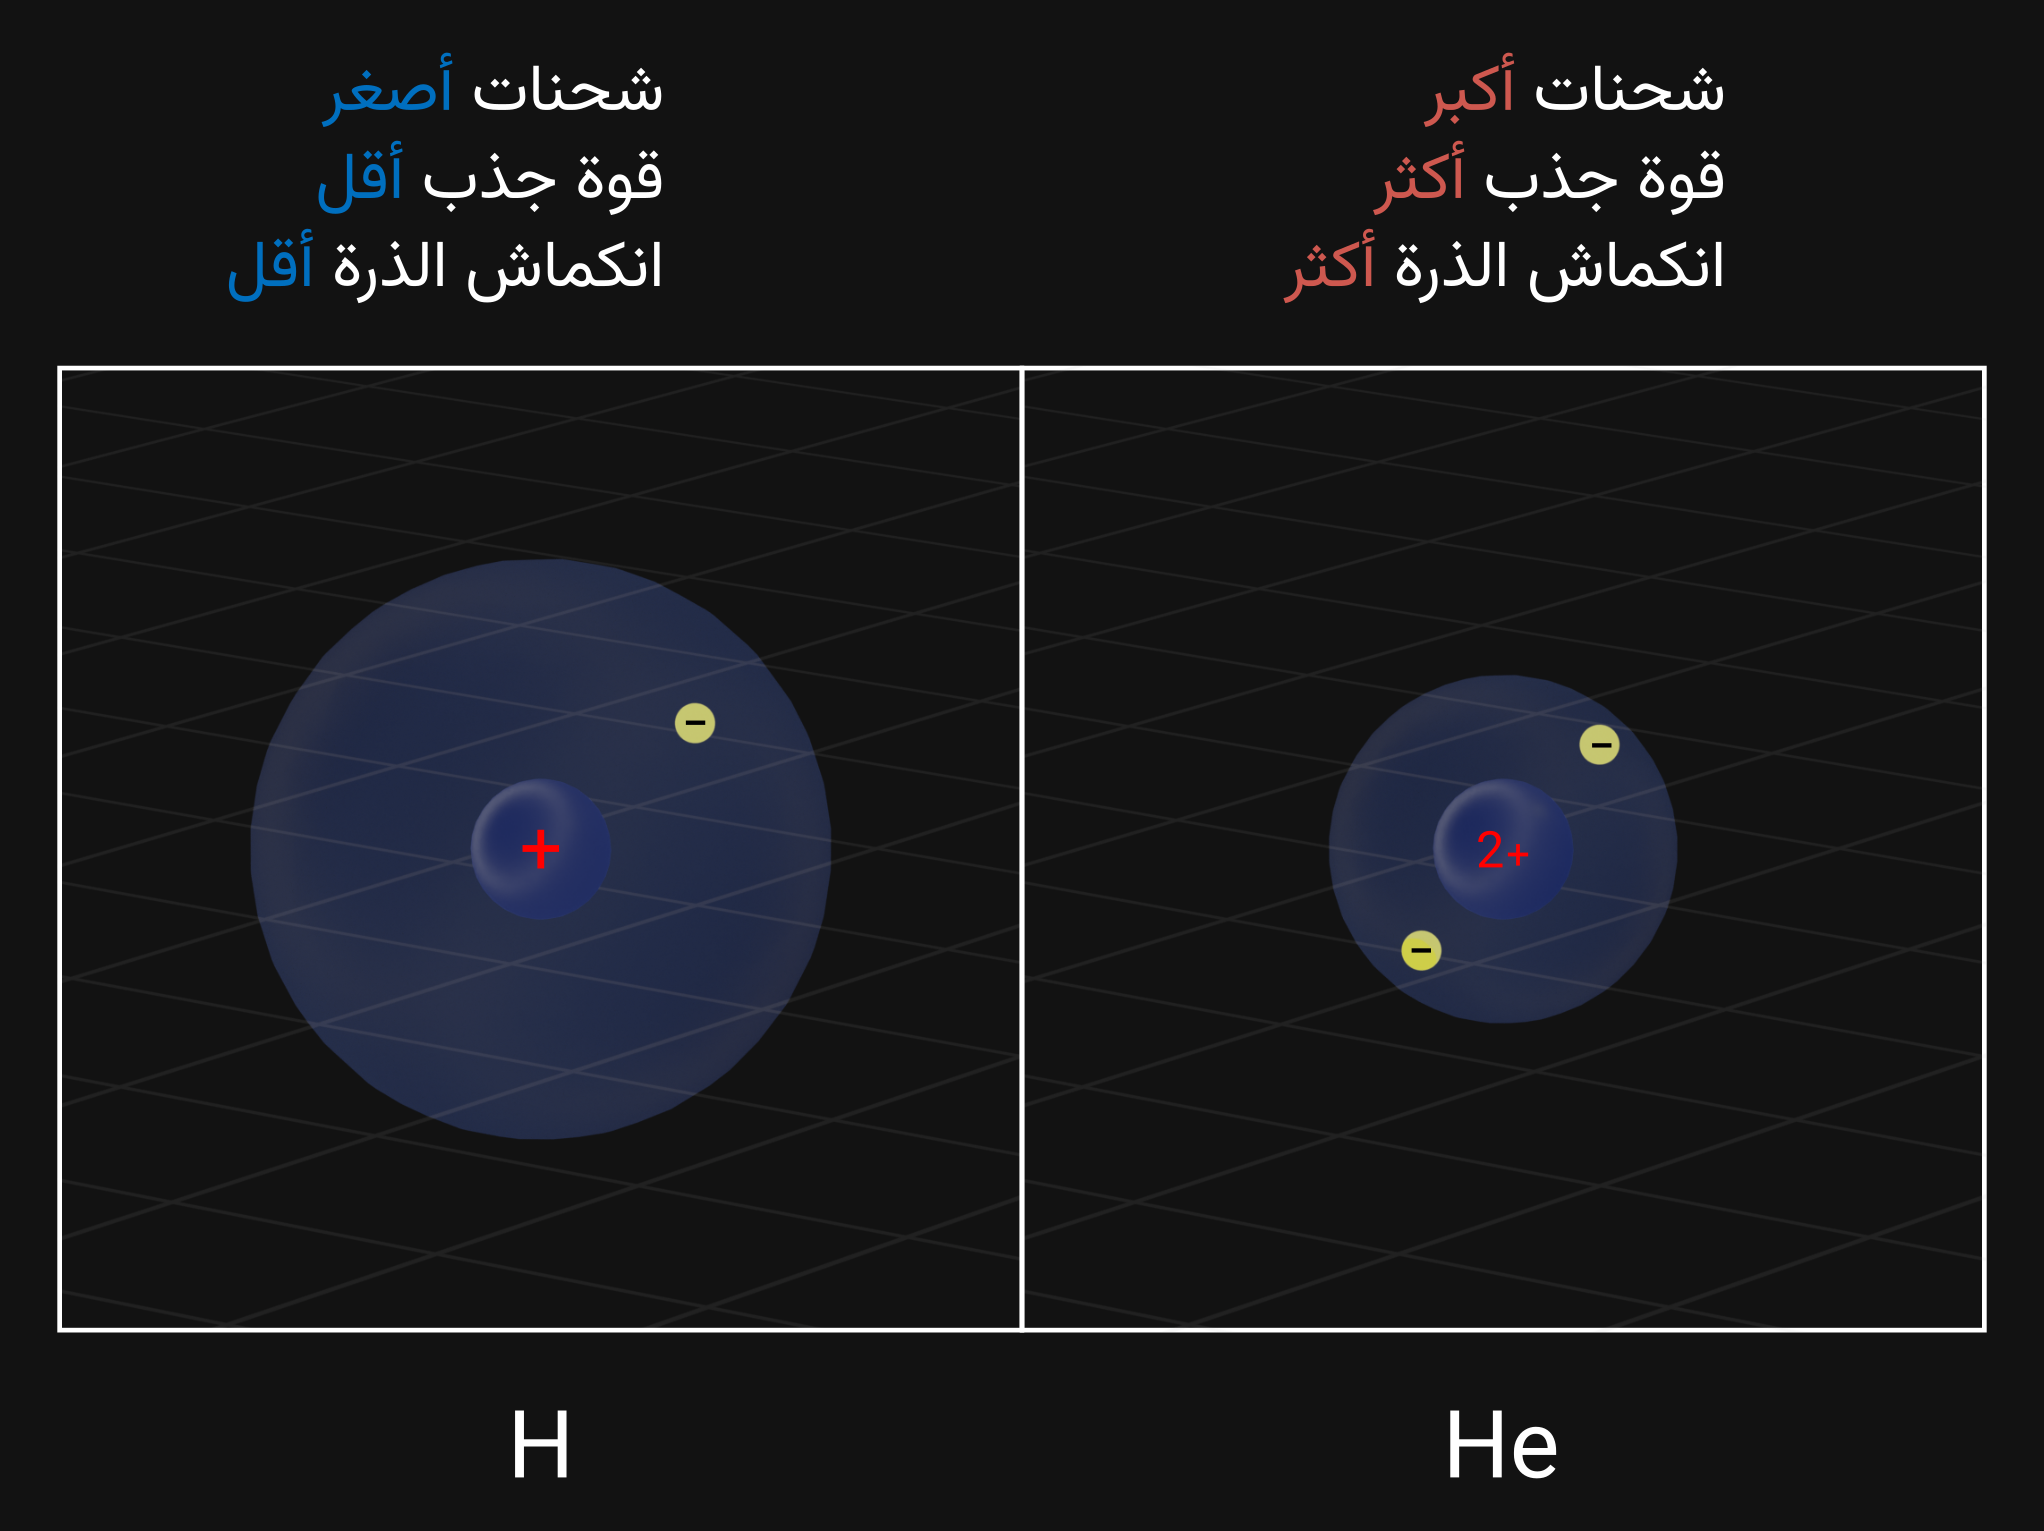 شحنات أكبر
قوة جذب أكثر
انكماش الذرة أكثر
شحنات أصغر
قوة جذب أقل
انكماش الذرة أقل
+
−
2+
−
−
H
He